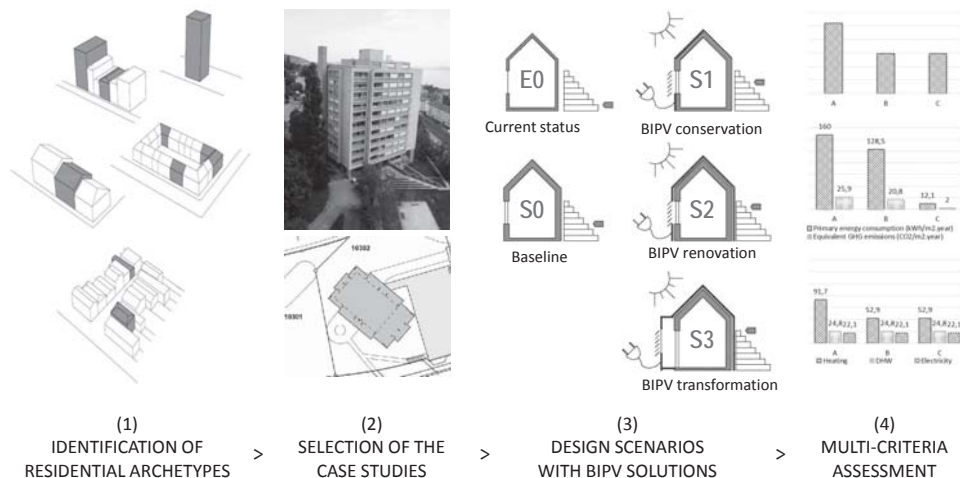 E0
Current status
S0
Baseline
S1
BIPV conservation
S2
BIPV renovation
S3
BIPV transformation
10302
10301
A B C
160
128,5
25,9
20,8
12,1
2
A B C
Primary energy consumption (kWh/m2.year)
Equivalent GHG emissions (CO2/m2.year)
91,7
52,9 52,9
24,8 22,1 24,8 22,1 24,8 22,1
A B C
Heating DHW Electricity
(1)
IDENTIFICATION OF
RESIDENTIAL ARCHETYPES
>
(2)
SELECTION OF THE
CASE STUDIES
>
(3)
DESIGN SCENARIOS
WITH BIPV SOLUTIONS
>
(4)
MULTI-CRITERIA
ASSESSMENT